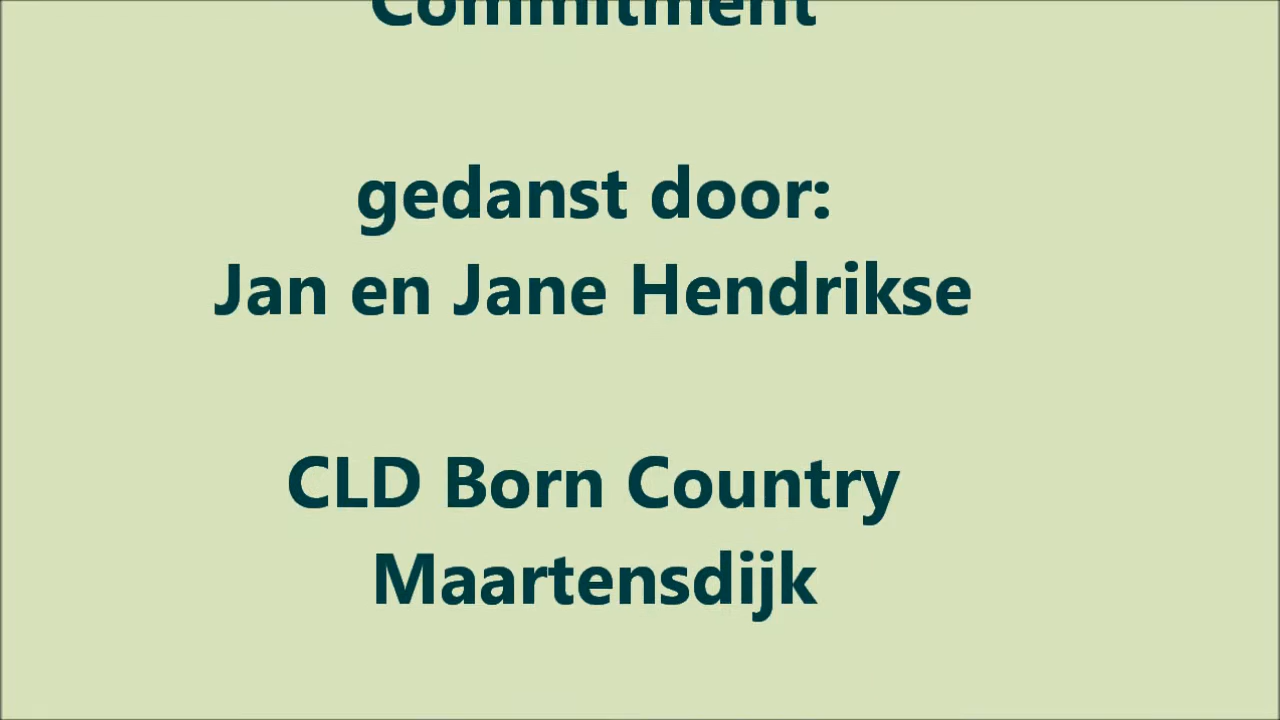 Commitment
gedanst door:
Jan en Jane Hendrikse
CLD Born Country
Maartensdijk